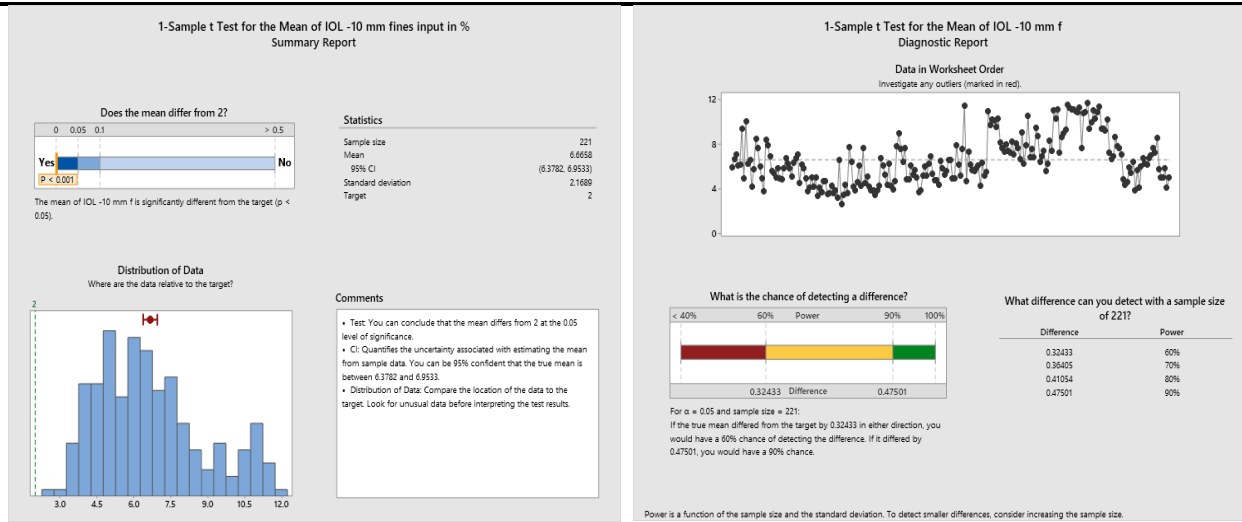 1-Sample t Test for the Mean of IOL -10 mm fines input in %
Summary Report
Does the mean differ from 2?
0 0.05 0.1 > 0.5
Yes No
P < 0.001
The mean of IOL -10 mm f is significantly different from the target (p <
0.05).
Statistics
Sample size 221
Mean 6.6658
95% CI (6.3782, 6.9533)
Standard deviation 2.1689
Target 2
Distribution of Data
Where are the data relative to the target?
2
3.0 4.5 6.0 7.5 9.0 10.5 12.0
Comments
• Test: You can conclude that the mean differs from 2 at the 0.05
level of significance.
• CI: Quantifies the uncertainty associated with estimating the mean
from sample data. You can be 95% confident that the true mean is
between 6.3782 and 6.9533.
• Distribution of Data: Compare the location of the data to the
target. Look for unusual data before interpreting the test results.
1-Sample t Test for the Mean of IOL -10 mm f
Diagnostic Report
Data in Worksheet Order
Investigate any outliers (marked in red).
12
8
4
0
What is the chance of detecting a difference?
< 40% 60% Power 90% 100%
0.32433 Difference 0.47501
For α = 0.05 and sample size = 221:
If the true mean differed from the target by 0.32433 in either direction, you
would have a 60% chance of detecting the difference. If it differed by
0.47501, you would have a 90% chance.
What difference can you detect with a sample size
of 221?
Difference Power
0.32433 60%
0.36405 70%
0.41054 80%
0.47501 90%
Power is a function of the sample size and the standard deviation. To detect smaller differences, consider increasing the sample size.